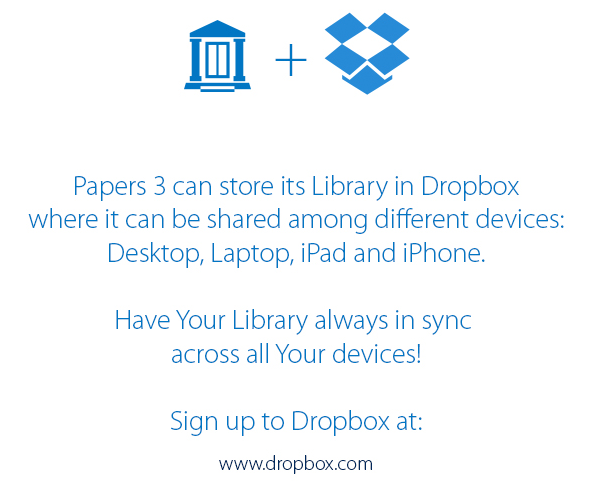 Papers 3 can store its Library in Dropbox
where it can be shared among different devices:
Desktop, Laptop, iPad and iPhone.
Have Your Library always in sync
across all Your devices!
Sign up to Dropbox at:
www.dropbox.com